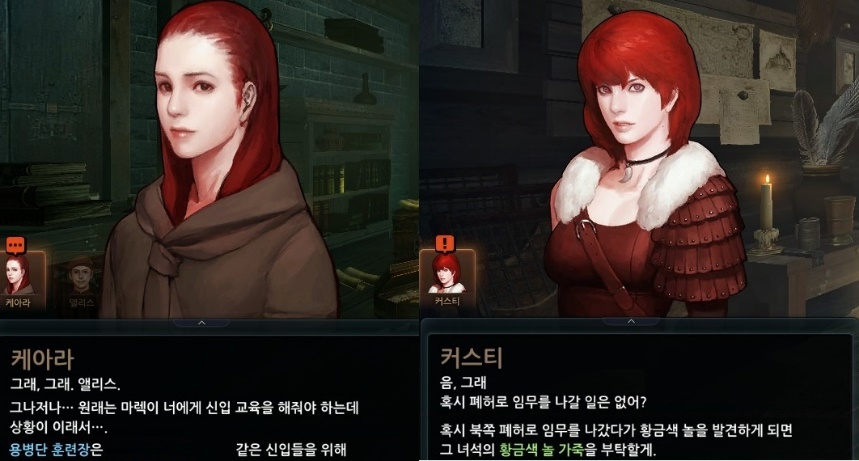 케아라
앨리스
케아라
그래, 그래. 앨리스.
그나저나… 원래는 마렉이 너에게 신입 교육을 해줘야 하는데
상황이 이래서….
용병단 훈련장은 같은 신입들을 위해
커스티
커스티
음, 그래
혹시 폐허로 임무를 나갈 일은 없어?
혹시 북쪽 폐허로 임무를 나갔다가 황금색 놀을 발견하게 되면
그 녀석의 황금색 놀 가죽을 부탁할게.